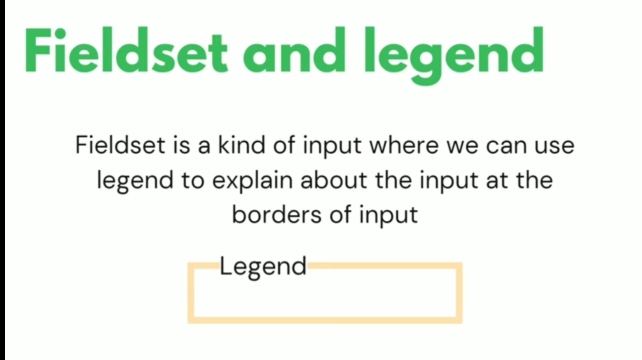 Fieldset and legend
Fieldset is a kind of input where we can use
legend to explain about the input at the
borders of input
Legend